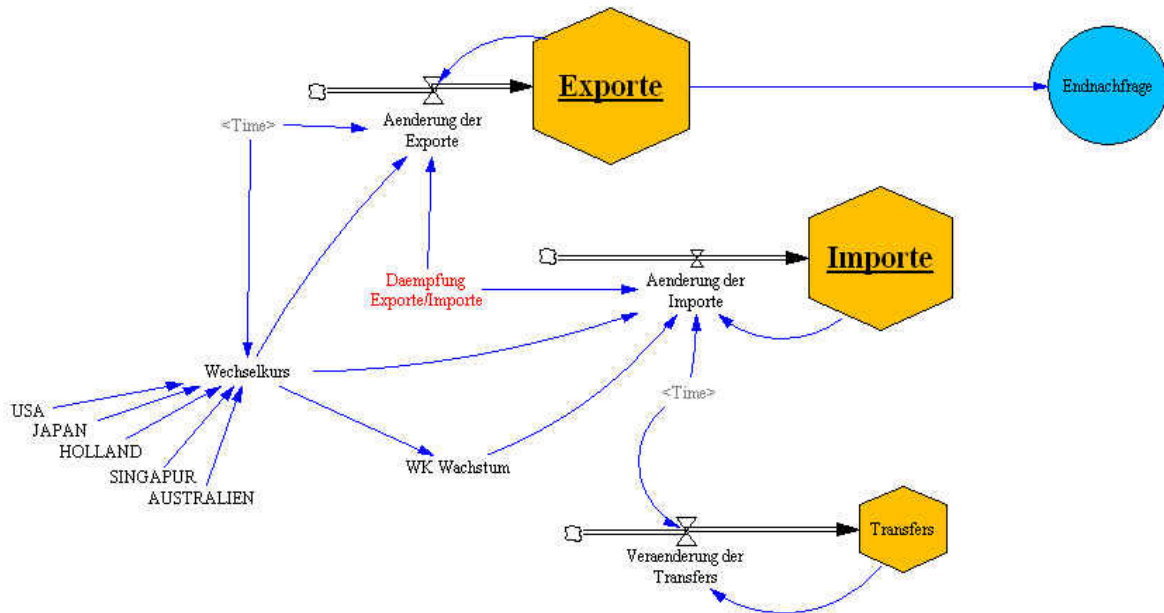 Exporte
Endnachfrage
Aenderung der
Exporte
<Time>
Importe
Daempfung
Exporte/Importe
Aenderung der
Importe
Wechselkurs
<Time>
USA
JAPAN
HOLLAND
SINGAPUR
AUSTRALIEN
WK Wachstum
Transfers
Veraenderung der
Transfers